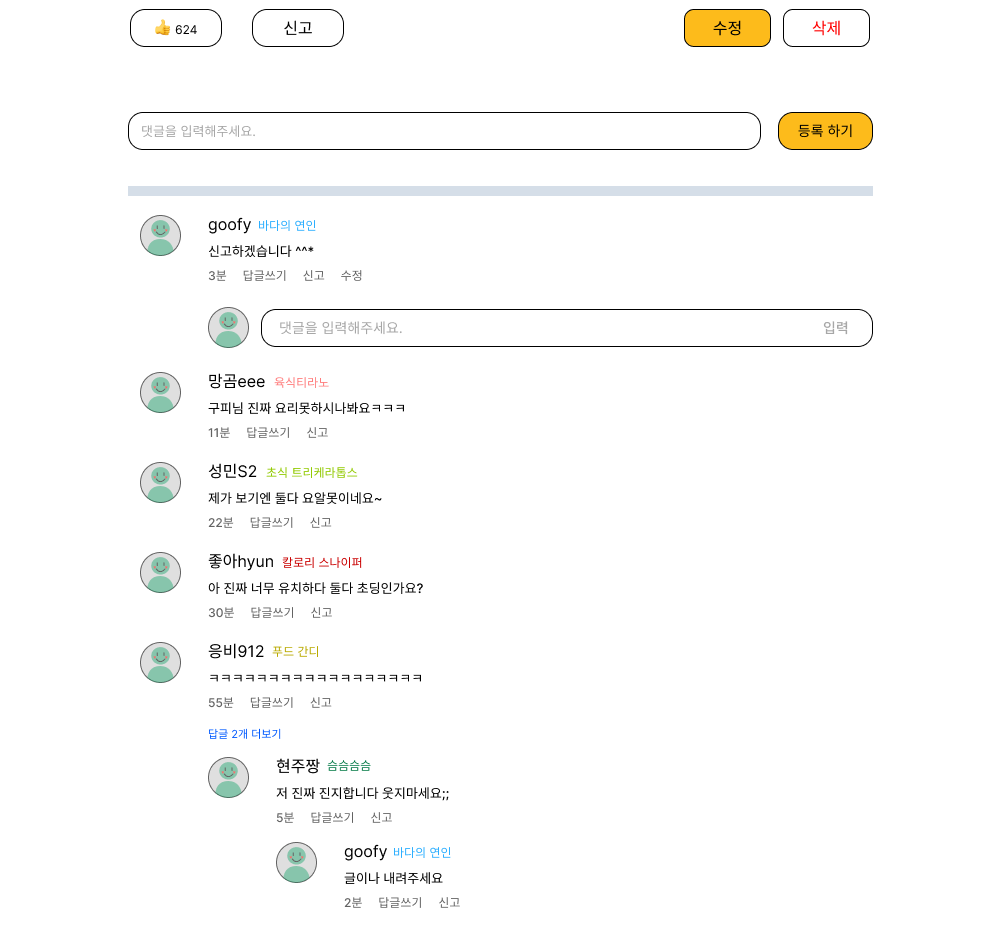 👍 624 신고 수정 삭제
댓글을 입력해주세요. 등록 하기
goofy 바다의 연인
신고하겠습니다 ^^*
3분 답글쓰기 신고 수정
댓글을 입력해주세요. 입력
망곰eee 육식티라노
구피님 진짜 요리못하시나봐요ㅋㅋㅋ
11분 답글쓰기 신고
성민S2 초식 트리케라톱스
제가 보기엔 둘다 요알못이네요~
22분 답글쓰기 신고
좋아hyun 칼로리 스나이퍼
아 진짜 너무 유치하다 둘다 초딩인가요?
30분 답글쓰기 신고
응비912 푸드 간디
ㅋㅋㅋㅋㅋㅋㅋㅋㅋㅋㅋㅋㅋㅋㅋㅋㅋㅋ
55분 답글쓰기 신고
답글 2개 더보기
현주짱 슴슴슴슴
저 진짜 진지합니다 웃지마세요;;
5분 답글쓰기 신고
goofy 바다의 연인
글이나 내려주세요
2분 답글쓰기 신고